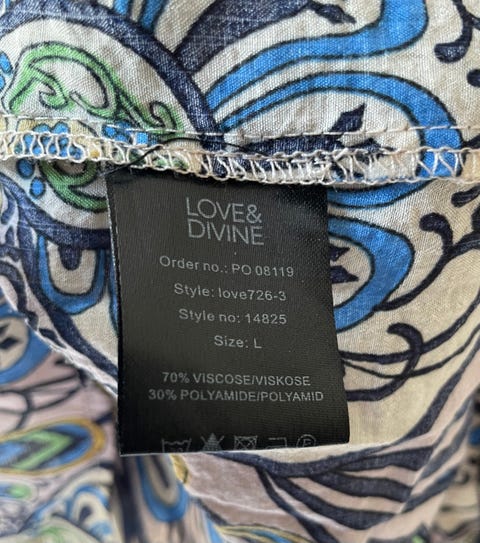 LOVE&
DIVINE
Order no.: PO 08119
Style: love726-3
Style no: 14825
Size: L
70% VISCOSE/VISKOSE
30% POLYAMIDE/POLYAMID